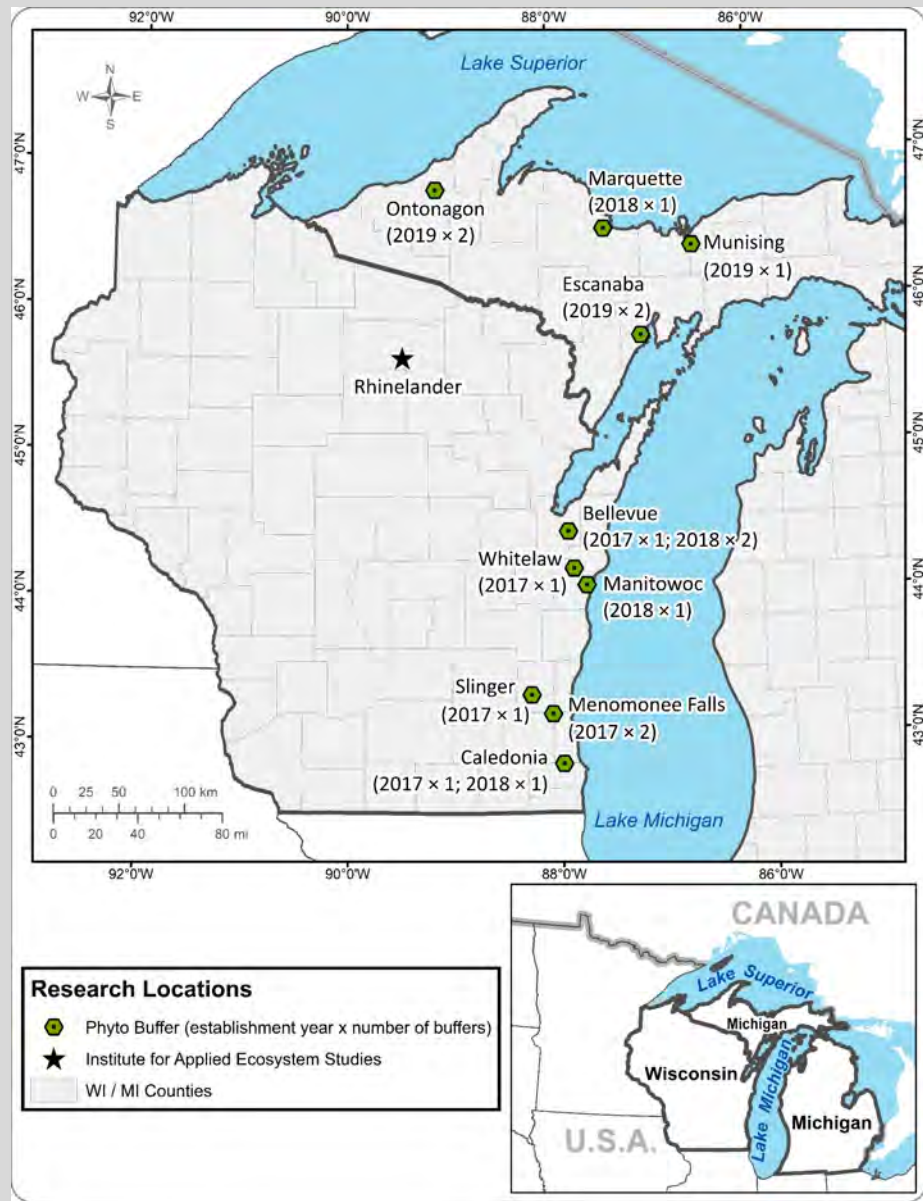 92°0'W 90°0'W 88°0'W 86°0'W
N
W E
S
Lake Superior
47°0'N
47°0'N
Marquette
(2018 × 1)
Ontonagon
(2019 × 2)
Munising
(2019 × 1)
46°0'N
46°0'N
Escanaba
(2019 × 2)
Rhinelander
45°0'N
45°0'N
Bellevue
(2017 × 1; 2018 × 2)
Whitelaw
(2017 × 1)
Manitowoc
(2018 × 1)
44°0'N
44°0'N
Slinger
(2017 × 1)
Menomonee Falls
(2017 × 2)
43°0'N
43°0'N
Caledonia
(2017 × 1; 2018 × 1)
0 25 50 100 km
0 20 40 80 mi
Lake Michigan
92°0'W 90°0'W 88°0'W 86°0'W
Research Locations
Phyto Buffer (establishment year x number of buffers)
Institute for Applied Ecosystem Studies
WI / MI Counties
CANADA
Lake Superior
Michigan
Wisconsin
Lake Michigan
Michigan
U.S.A.